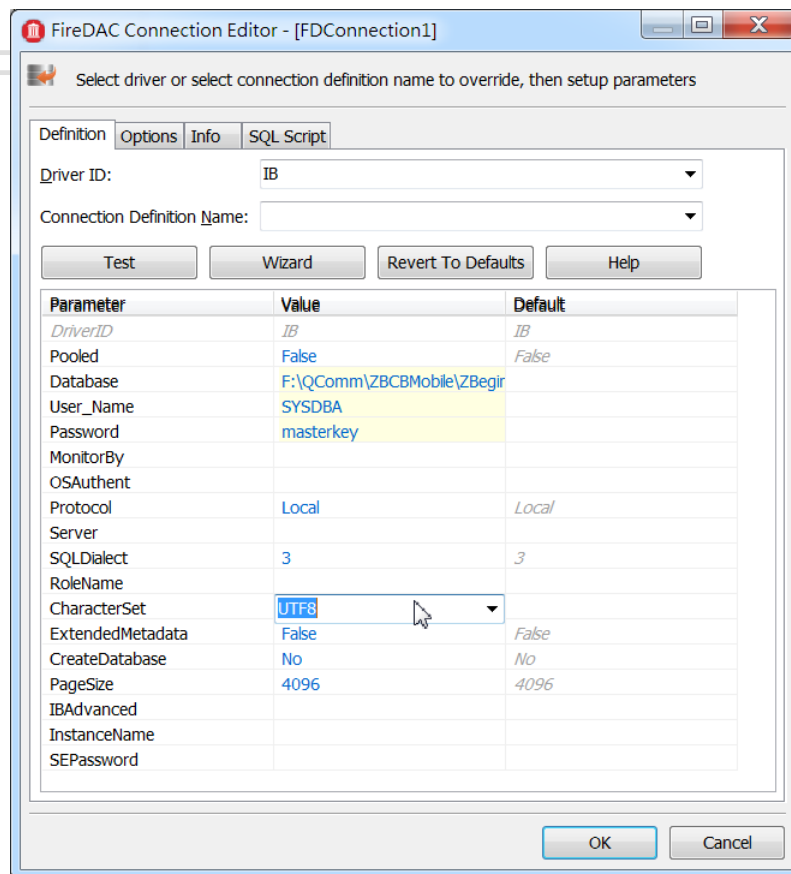 FireDAC Connection Editor - [FDConnection1]
Select driver or select connection definition name to override, then setup parameters
Definition Options Info SQL Script
Driver ID: IB
Connection Definition Name:
Test Wizard Revert To Defaults Help
Parameter Value Default
DriverID IB IB
Pooled False False
Database F:\QComm\ZBCBMobile\ZBegir
User_Name SYSDBA
Password masterkey
MonitorBy
OSAuthent
Protocol Local Local
Server
SQLDialect 3 3
RoleName
CharacterSet UTF8
ExtendedMetadata False False
CreateDatabase No No
PageSize 4096 4096
IBAdvanced
InstanceName
SEPassword
OK Cancel